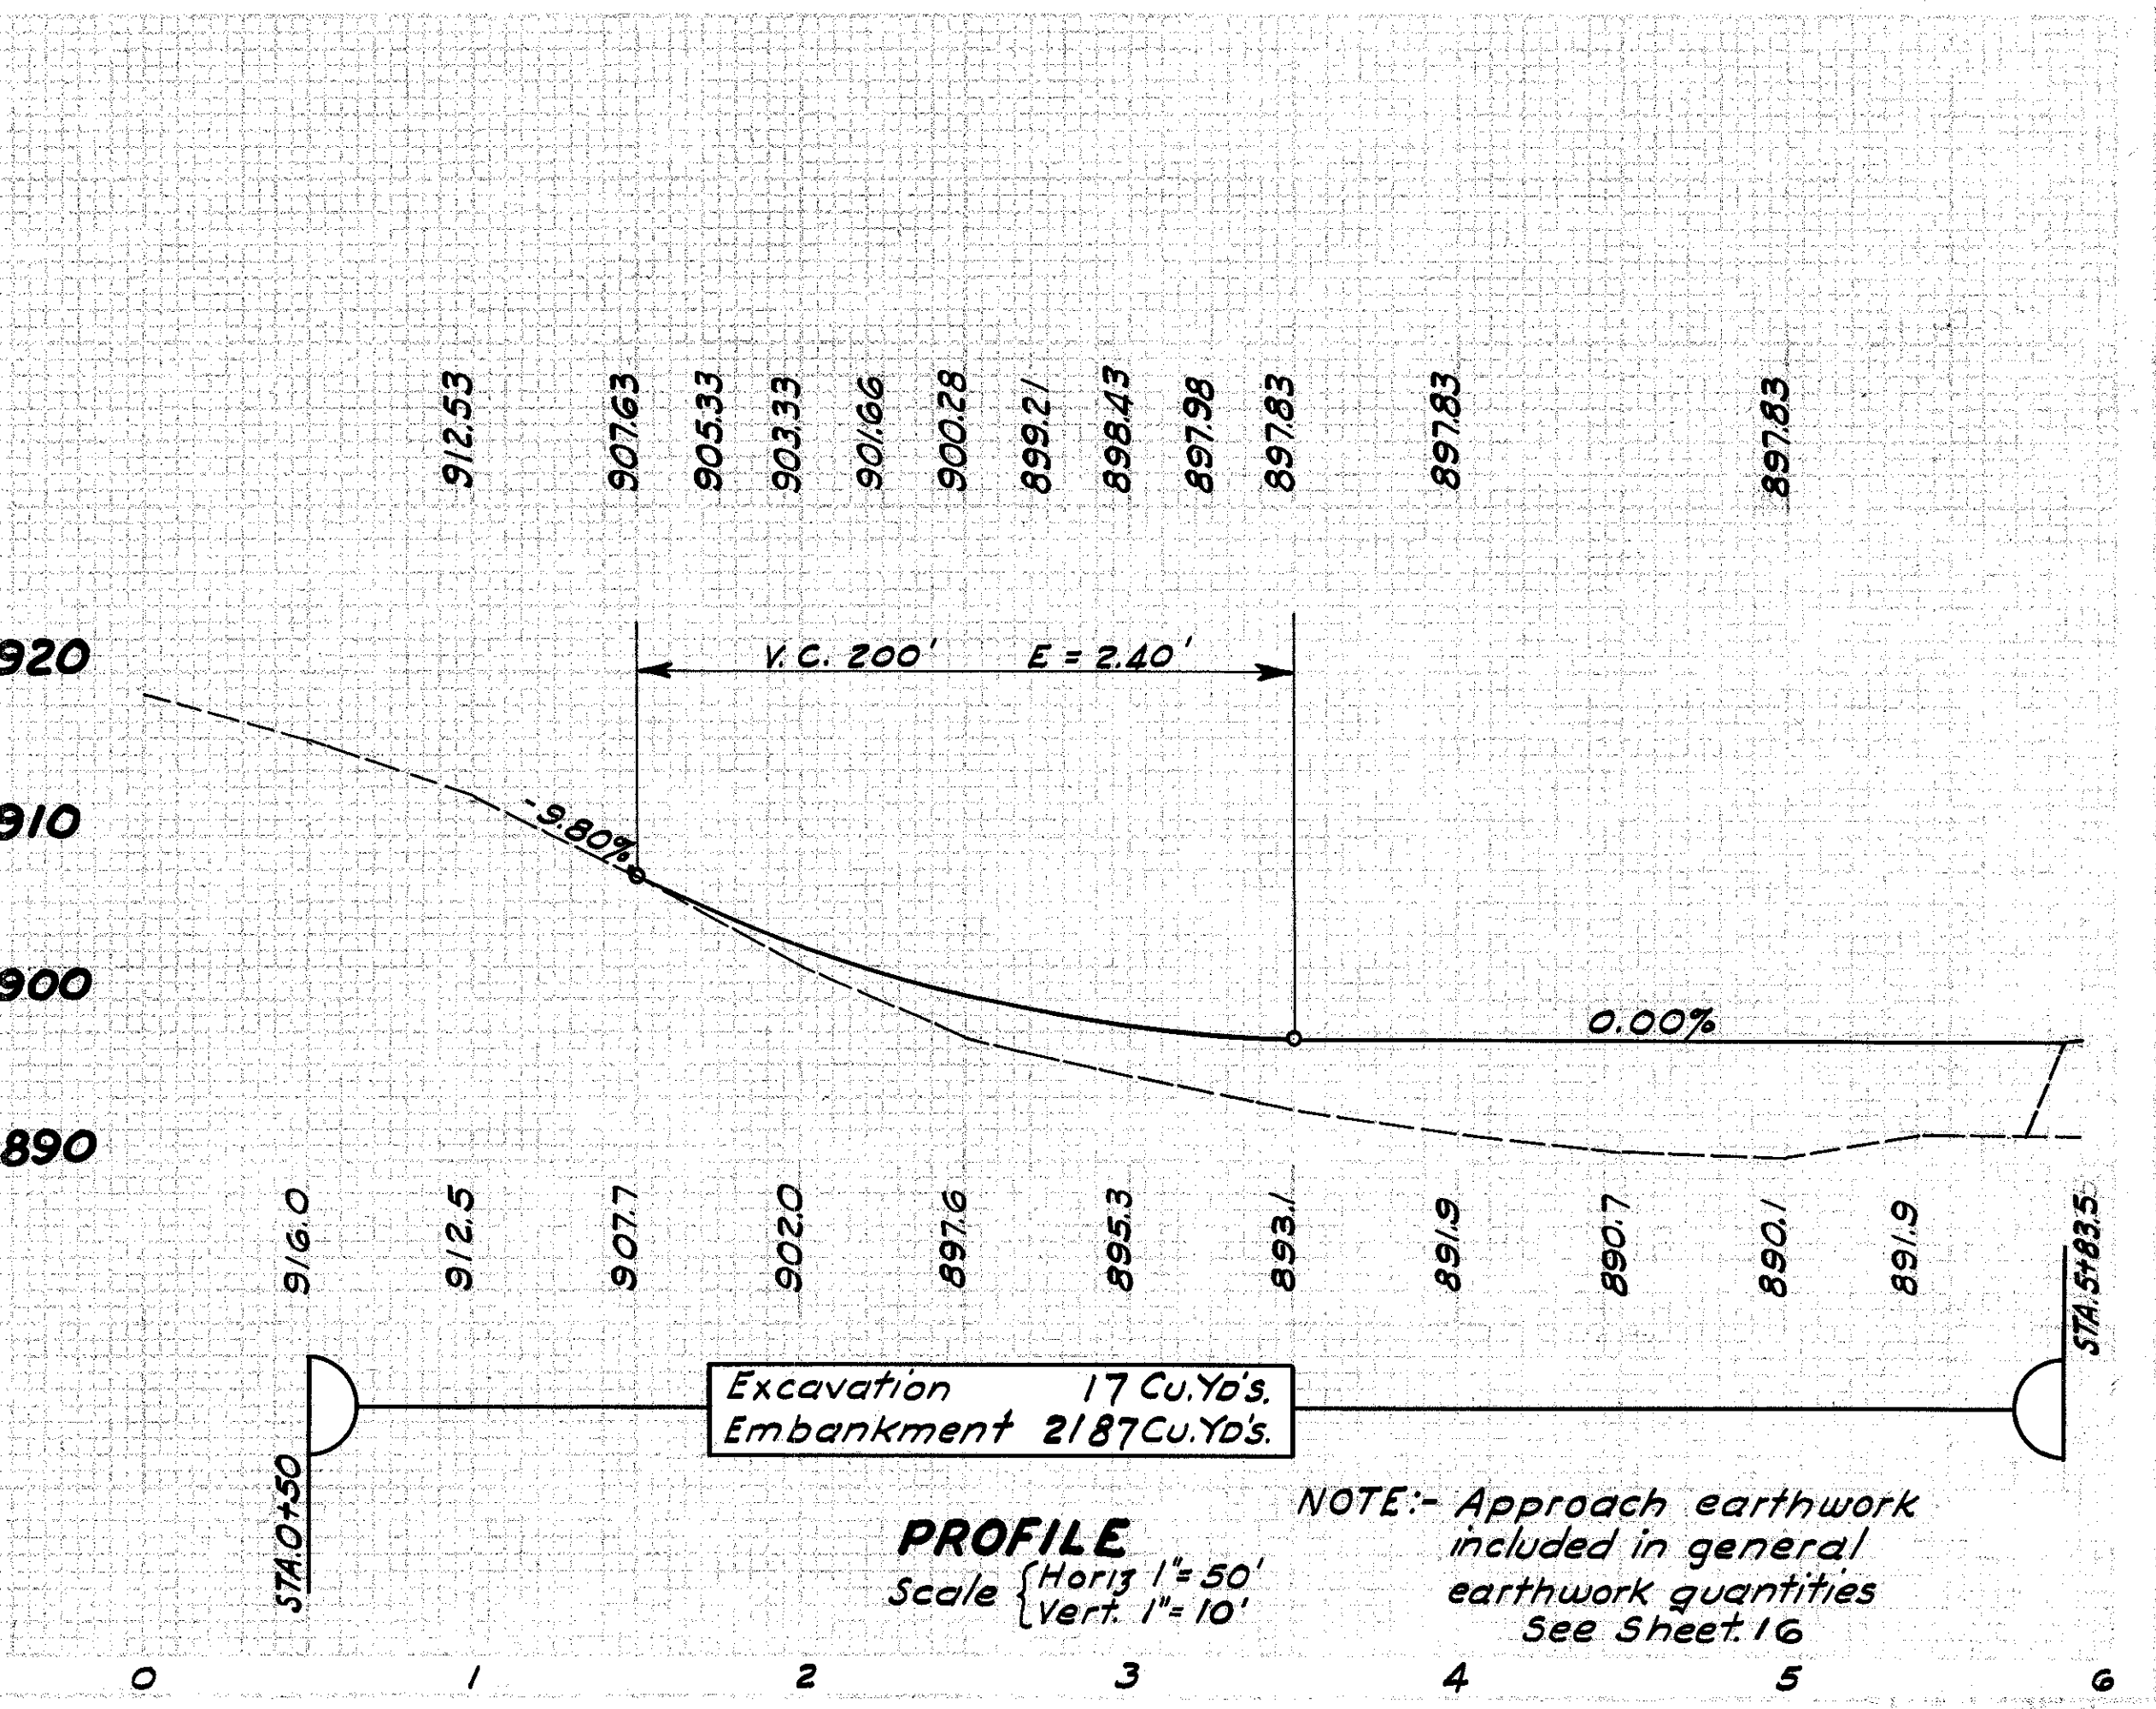 912.53
907.63
905.33
903.33
901.66
900.28
899.21
898.43
897.98
897.83
897.83
897.83
920
V.C. 200' E = 2.40'
910
-9.80%
900
0.00%
890
916.0
912.5
907.7
902.0
897.6
895.3
893.1
891.9
890.7
890.1
891.9
STA. 5+83.5
Excavation 17 Cu.Yd's.
Embankment 2187 Cu.Yd's.
STA. 0+50
PROFILE
Scale { Horiz 1" = 50'
Vert. 1" = 10'
NOTE:- Approach earthwork
included in general
earthwork quantities
See Sheet. 16
0 1 2 3 4 5 6